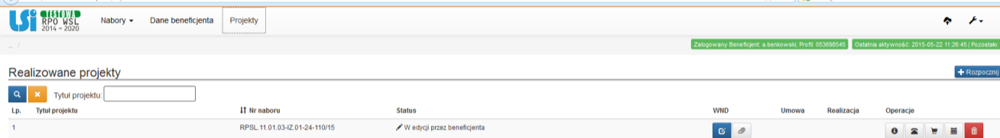 LSI TESTOWA
RPO WSL
2014 - 2020
Nabory Dane beneficjenta Projekty
.. /
Zalogowany Beneficjent: a.benkowski, Profil: 053698545 Ostatnia aktywność: 2015-05-22 11:26:45 | Pozostało:
Realizowane projekty
+ Rozpocznij
Tytuł projektu:
Lp. Tytuł projektu Nr naboru Status WND Umowa Realizacja Operacje
1 RPSL.11.01.03-IZ.01-24-110/15 W edycji przez beneficjenta